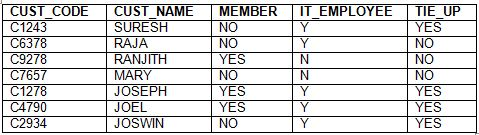 CUST_CODE CUST_NAME MEMBER IT_EMPLOYEE TIE_UP
C1243 SURESH NO Y YES
C6378 RAJA NO Y NO
C9278 RANJITH YES N NO
C7657 MARY NO N NO
C1278 JOSEPH YES Y YES
C4790 JOEL YES Y YES
C2934 JOSWIN NO Y YES